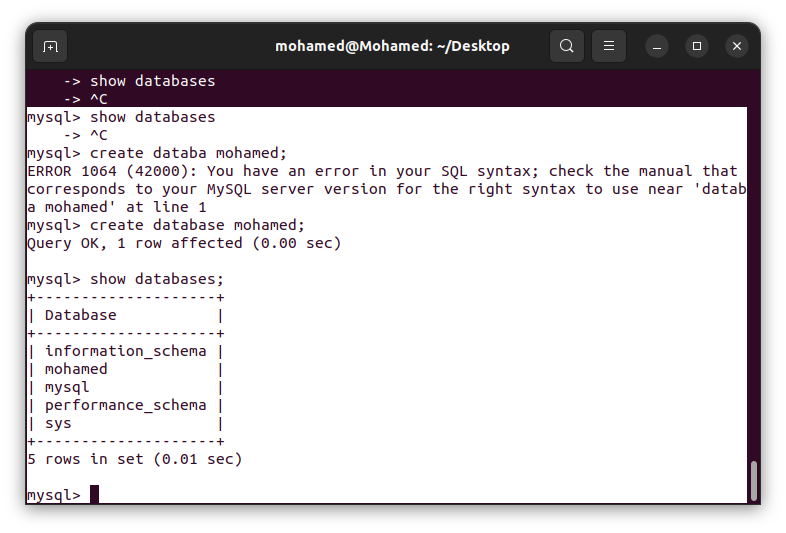 mohamed@Mohamed: ~/Desktop
    -> show databases
    -> ^C
mysql> show databases
    -> ^C
mysql> create databa mohamed;
ERROR 1064 (42000): You have an error in your SQL syntax; check the manual that
corresponds to your MySQL server version for the right syntax to use near 'datab
a mohamed' at line 1
mysql> create database mohamed;
Query OK, 1 row affected (0.00 sec)

mysql> show databases;
+--------------------+
| Database           |
+--------------------+
| information_schema |
| mohamed            |
| mysql              |
| performance_schema |
| sys                |
+--------------------+
5 rows in set (0.01 sec)

mysql>